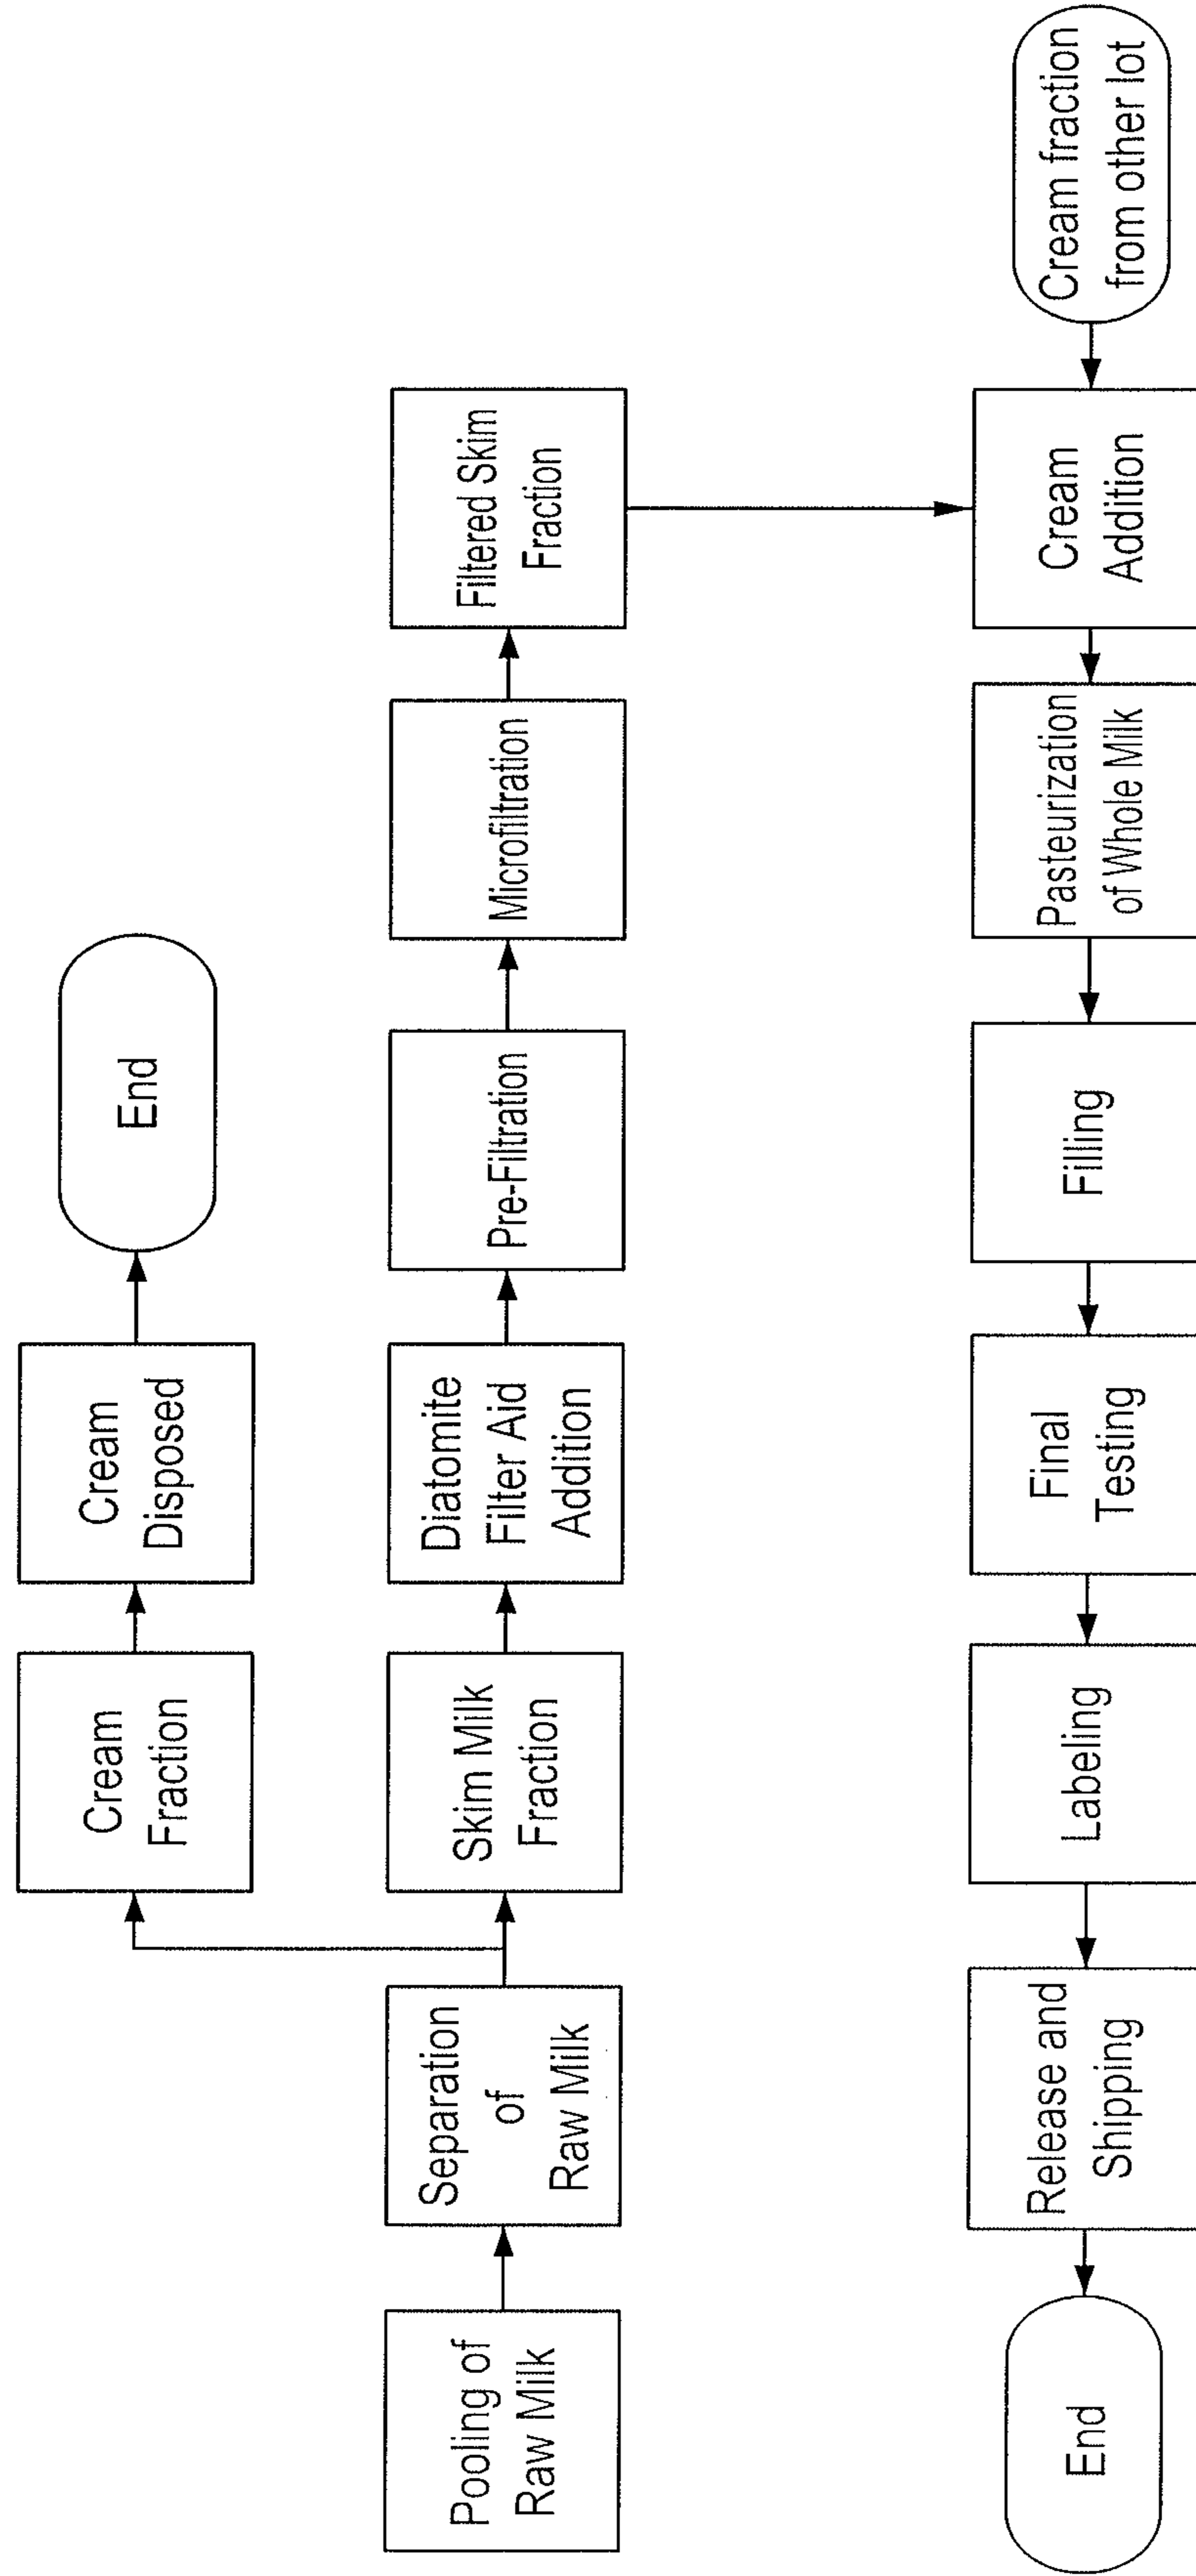 Cream
Fraction
Cream
Disposed
End
Pooling of
Raw Milk
Separation
of
Raw Milk
Skim Milk
Fraction
Diatomite
Filter Aid
Addition
Pre-Filtration
Microfiltration
Filtered Skim
Fraction
End
Release and
Shipping
Labeling
Final
Testing
Filling
Pasteurization
of Whole Milk
Cream
Addition
Cream fraction
from other lot